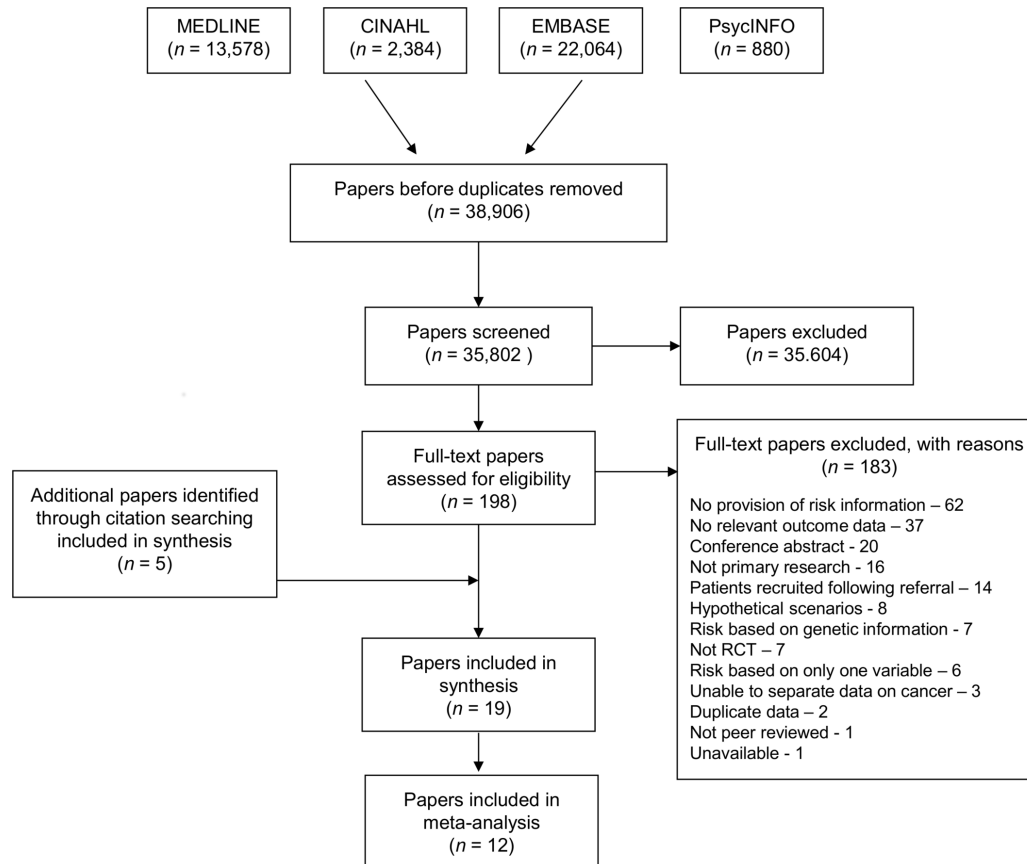 MEDLINE
(n = 13,578)
CINAHL
(n = 2,384)
EMBASE
(n = 22,064)
PsycINFO
(n = 880)
Papers before duplicates removed
(n = 38,906)
Papers screened
(n = 35,802 )
Papers excluded
(n = 35.604)
Full-text papers
assessed for eligibility
(n = 198)
Full-text papers excluded, with reasons
(n = 183)
No provision of risk information – 62
No relevant outcome data – 37
Conference abstract - 20
Not primary research - 16
Patients recruited following referral – 14
Hypothetical scenarios – 8
Risk based on genetic information - 7
Not RCT – 7
Risk based on only one variable – 6
Unable to separate data on cancer – 3
Duplicate data – 2
Not peer reviewed - 1
Unavailable - 1
Additional papers identified
through citation searching
included in synthesis
(n = 5)
Papers included in
synthesis
(n = 19)
Papers included in
meta-analysis
(n = 12)